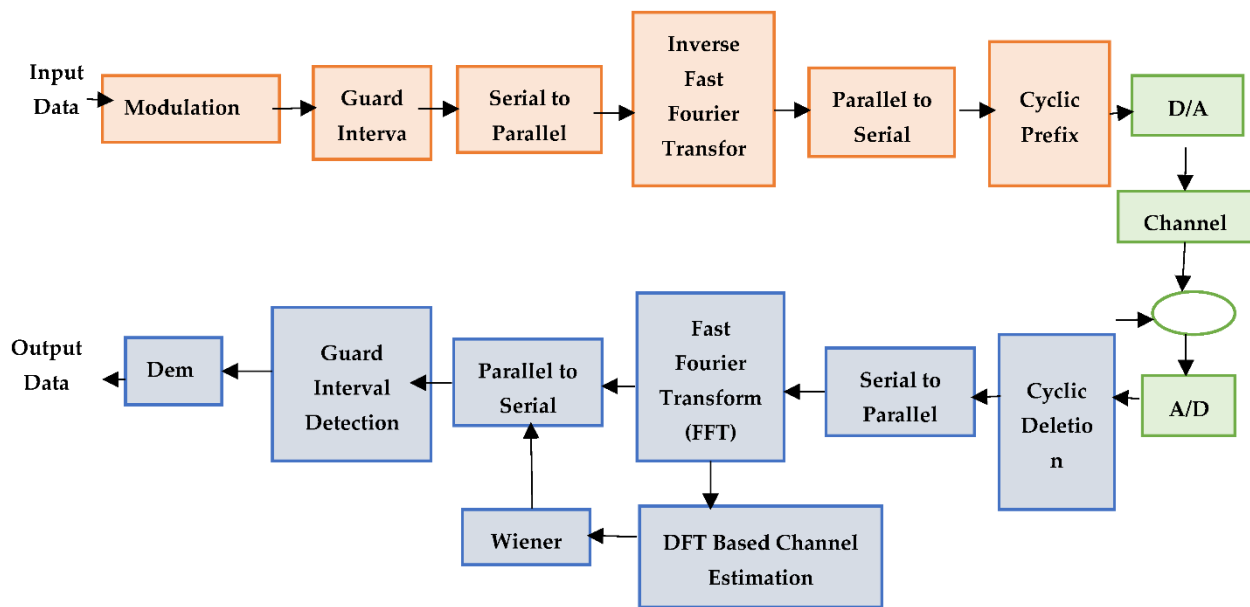 Input
Data
Modulation
Guard
Interva
Serial to
Parallel
Inverse
Fast
Fourier
Transfor
Parallel to
Serial
Cyclic
Prefix
D/A
Channel
Output
Data
Dem
Guard
Interval
Detection
Parallel to
Serial
Fast
Fourier
Transform
(FFT)
Serial to
Parallel
Cyclic
Deletio
n
A/D
Wiener
DFT Based Channel
Estimation